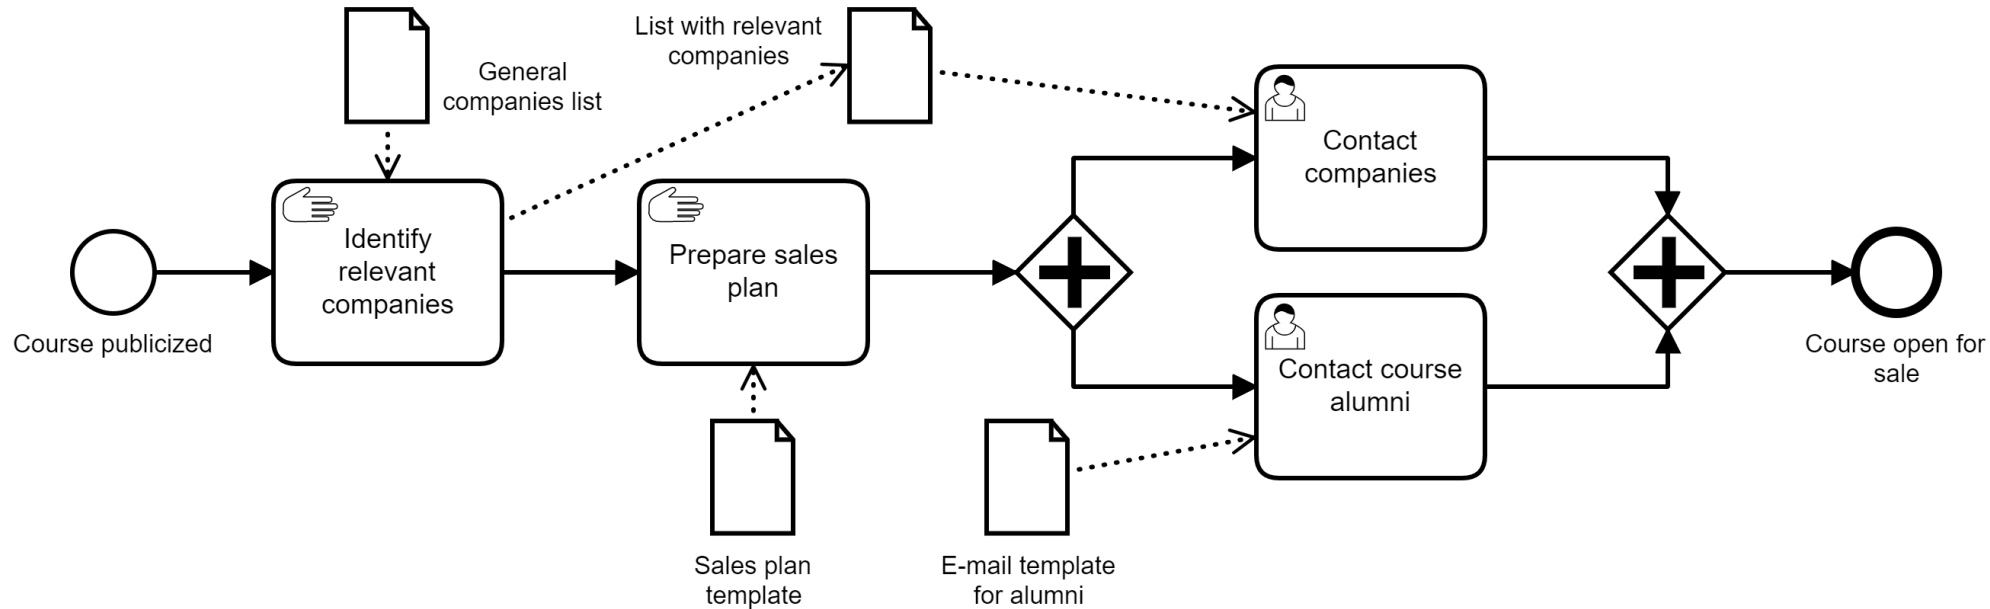 General
companies list
List with relevant
companies
Course publicized
Identify
relevant
companies
Prepare sales
plan
Sales plan
template
E-mail template
for alumni
Contact
companies
Contact course
alumni
Course open for
sale